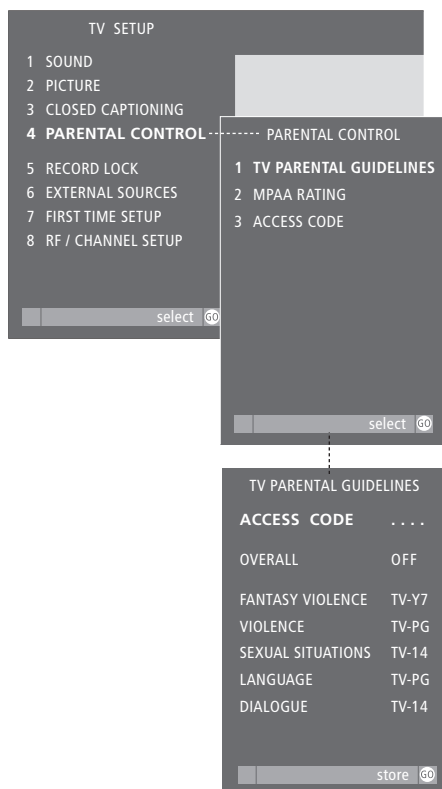 TV SETUP
1 SOUND
2 PICTURE
3 CLOSED CAPTIONING
4 PARENTAL CONTROL
5 RECORD LOCK
6 EXTERNAL SOURCES
7 FIRST TIME SETUP
8 RF / CHANNEL SETUP
select GO
PARENTAL CONTROL
1 TV PARENTAL GUIDELINES
2 MPAA RATING
3 ACCESS CODE
select GO
TV PARENTAL GUIDELINES
ACCESS CODE ....
OVERALL OFF
FANTASY VIOLENCE TV-Y7
VIOLENCE TV-PG
SEXUAL SITUATIONS TV-14
LANGUAGE TV-PG
DIALOGUE TV-14
store GO